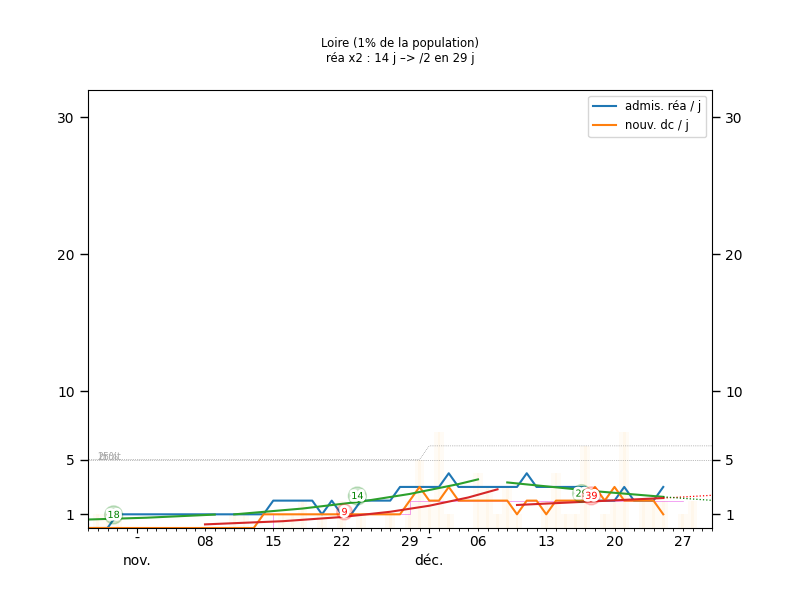 Loire (1% de la population)
réa x2 : 14 j –> /2 en 29 j
admis. réa / j
nouv. dc / j
30 30
20 20
10 10
5 5
1 1
18
14
9
39
- 08 15 22 29 - 06 13 20 27
nov. déc.